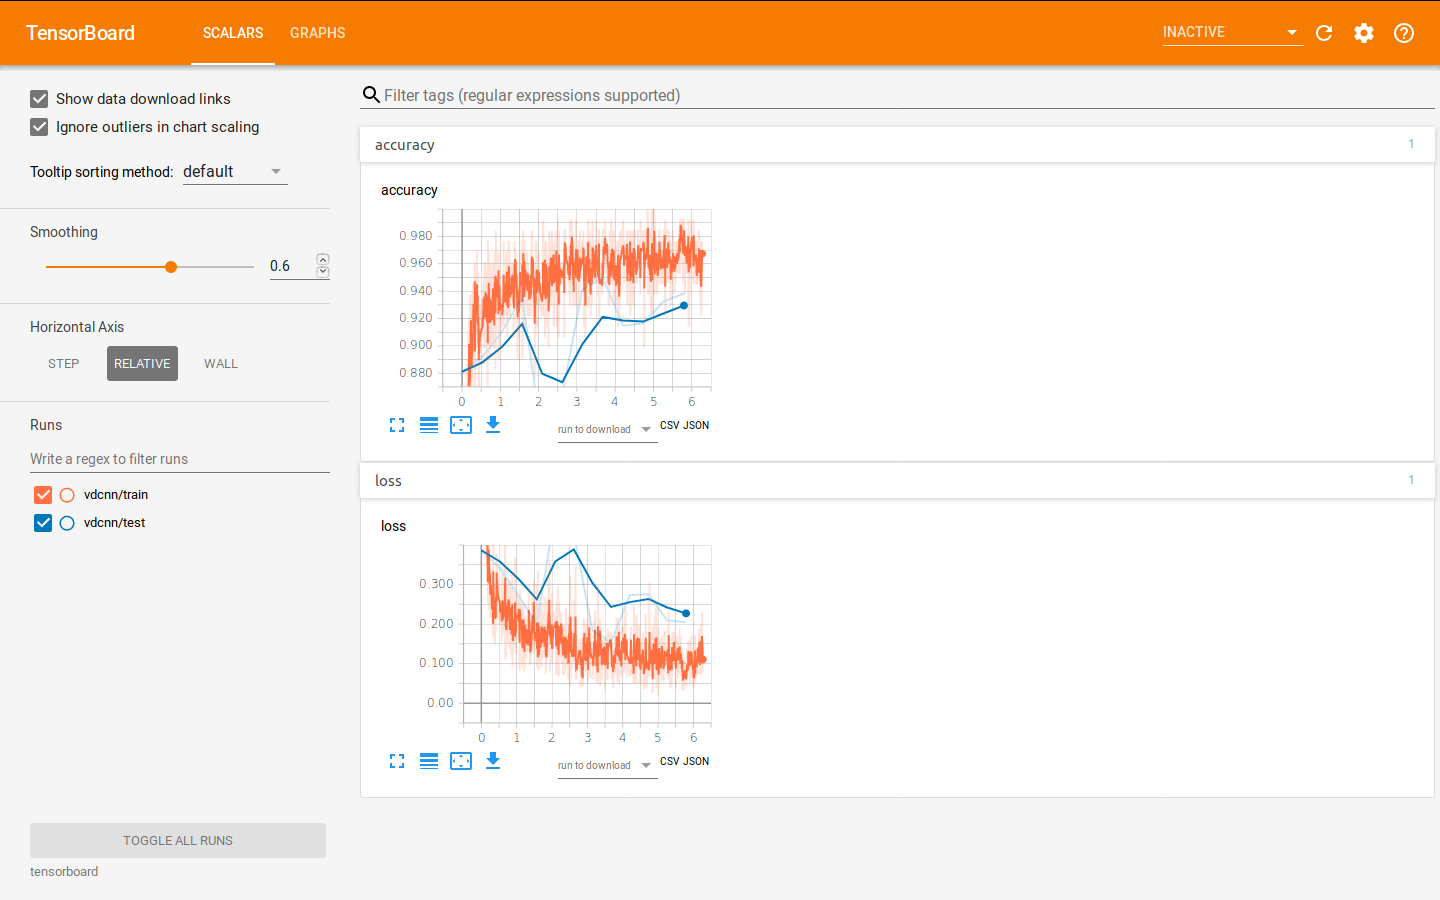 TensorBoard SCALARS GRAPHS INACTIVE
Show data download links
Ignore outliers in chart scaling
Tooltip sorting method: default
Smoothing
0.6
Horizontal Axis
STEP RELATIVE WALL
Runs
Write a regex to filter runs
vdcnn/train
vdcnn/test
TOGGLE ALL RUNS
tensorboard
Filter tags (regular expressions supported)
accuracy 1
accuracy
0.980
0.960
0.940
0.920
0.900
0.880
0 1 2 3 4 5 6
run to download CSV JSON
loss 1
loss
0.300
0.200
0.100
0.00
0 1 2 3 4 5 6
run to download CSV JSON